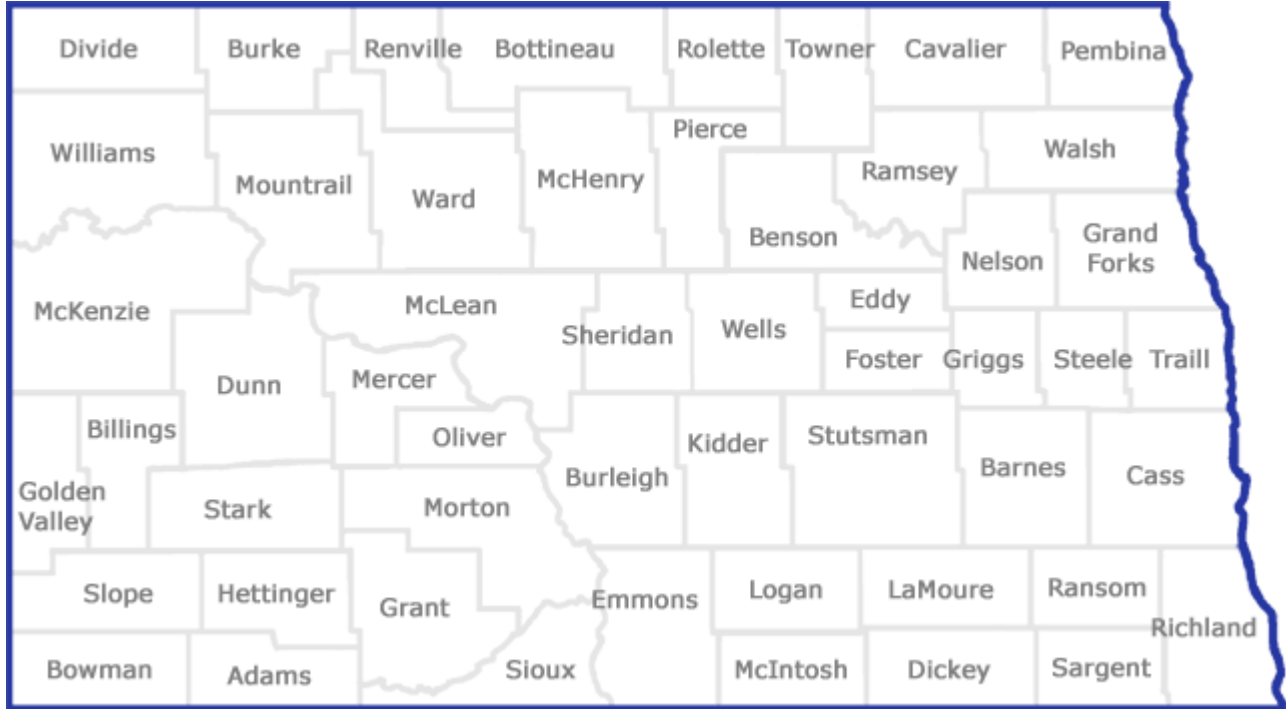 Divide
Burke
Renville
Bottineau
Rolette
Towner
Cavalier
Pembina
Williams
Mountrail
Ward
McHenry
Pierce
Benson
Ramsey
Walsh
Nelson
Grand
Forks
McKenzie
Dunn
McLean
Mercer
Oliver
Sheridan
Wells
Eddy
Foster
Griggs
Steele
Traill
Billings
Golden
Valley
Stark
Morton
Burleigh
Kidder
Stutsman
Barnes
Cass
Slope
Hettinger
Grant
Emmons
Logan
LaMoure
Ransom
Richland
Bowman
Adams
Sioux
McIntosh
Dickey
Sargent